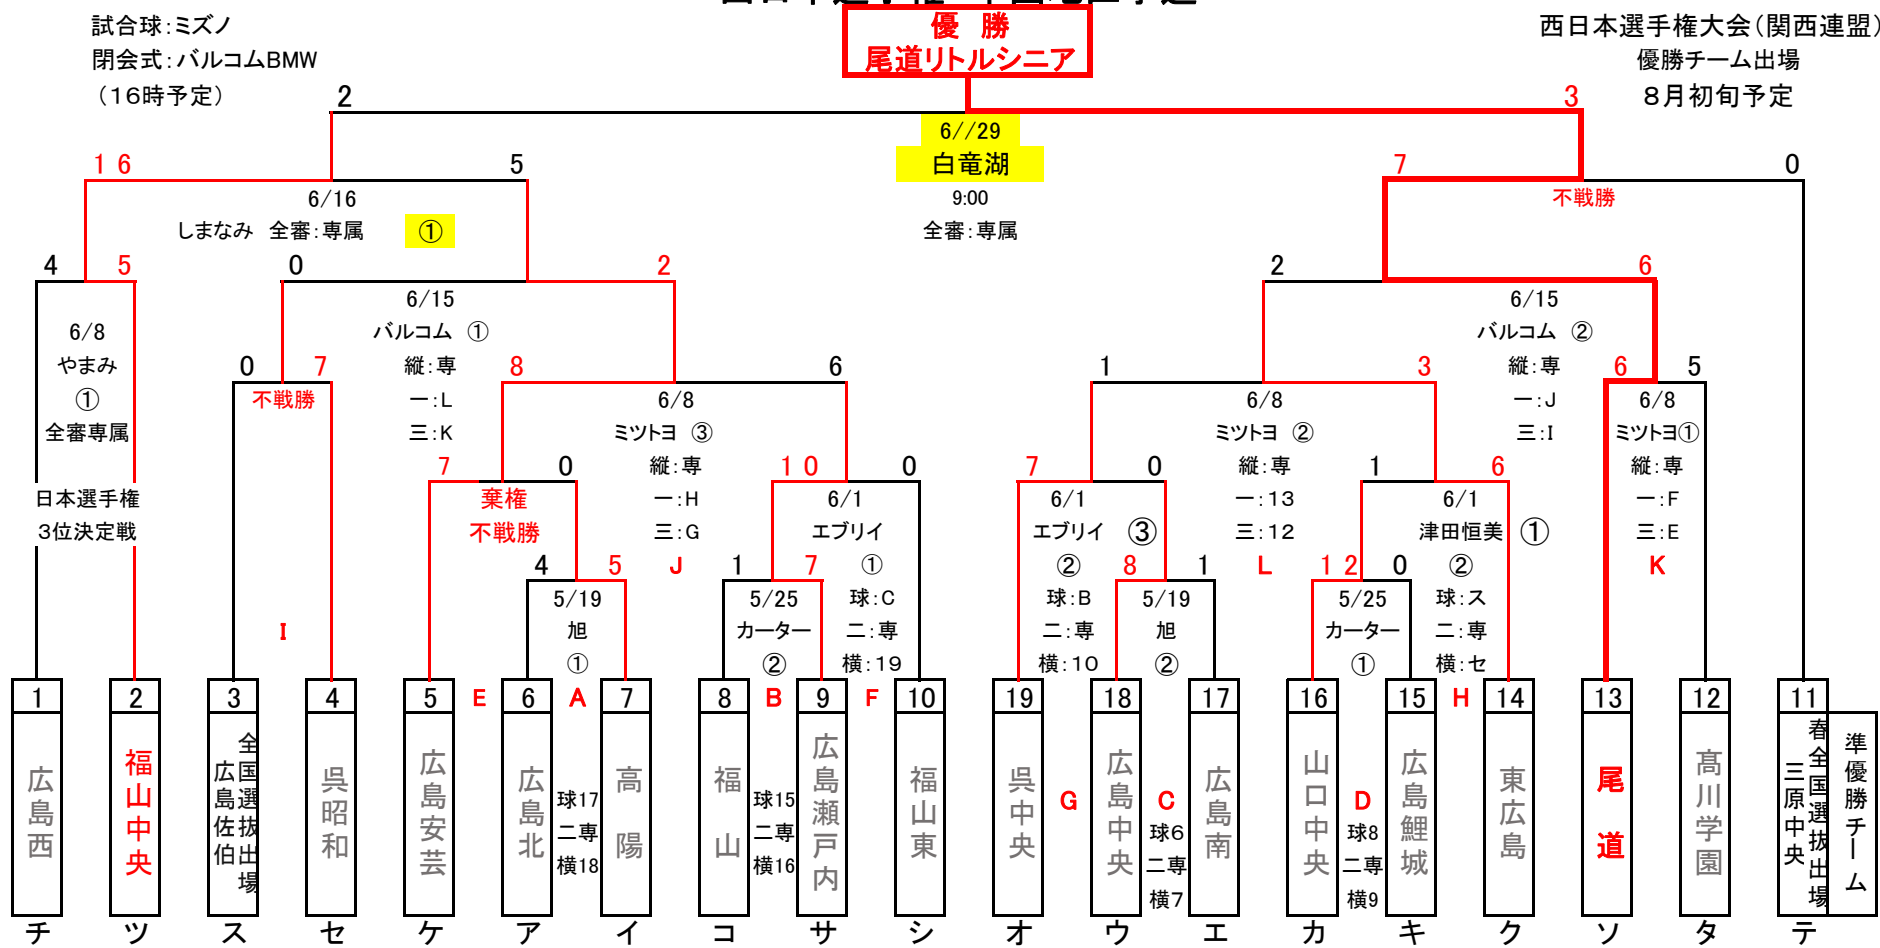 試合球：ミズノ
閉会式：バルコムBMW
（16時予定）
優　勝
尾道リトルシニア
西日本選手権大会（関西連盟）
優勝チーム出場
８月初旬予定
2
3
6//29
白竜湖
9:00
全審：専属
16
5
6/16
しまなみ　全審：専属　①
7
0
不戦勝
4
5
6/8
やまみ
①
全審専属
日本選手権
3位決定戦
0
2
6/15
バルコム　①
縦：専
一：L
三：K
2
6
6/15
バルコム　②
縦：専
一：J
三：I
0
7
不戦勝
I
8
6
6/8
ミツトヨ　③
縦：専
一：H
三：G
J
1
3
6/8
ミツトヨ　②
縦：専
一：13
三：12
L
6
5
6/8
ミツトヨ①
縦：専
一：F
三：E
K
7
0
棄権
不戦勝
10
0
6/1
エブリイ
①
球：C
二：専
横：19
7
0
6/1
エブリイ　③
②
球：B
二：専
横：10
1
6
6/1
津田恒美　①
②
球：ス
二：専
横：セ
4
5
5/19
旭
①
1
7
5/25
カーター
②
8
1
5/19
旭
②
12
0
5/25
カーター
①
1
2
3
4
5
E
6
A
7
8
B
9
F
10
19
18
17
16
15
H
14
13
12
11
広島西
福山中央
全国選抜出場
広島佐伯
呉昭和
広島安芸
広島北
球17
二専
横18
高陽
福山
球15
二専
横16
広島瀬戸内
福山東
呉中央
G
広島中央
C
球6
二専
横7
広島南
山口中央
D
球8
二専
横9
広島鯉城
東広島
尾道
髙川学園
春全国選抜出場
三原中央
準優勝チーム
チ
ツ
ス
セ
ケ
ア
イ
コ
サ
シ
オ
ウ
エ
カ
キ
ク
ソ
タ
テ